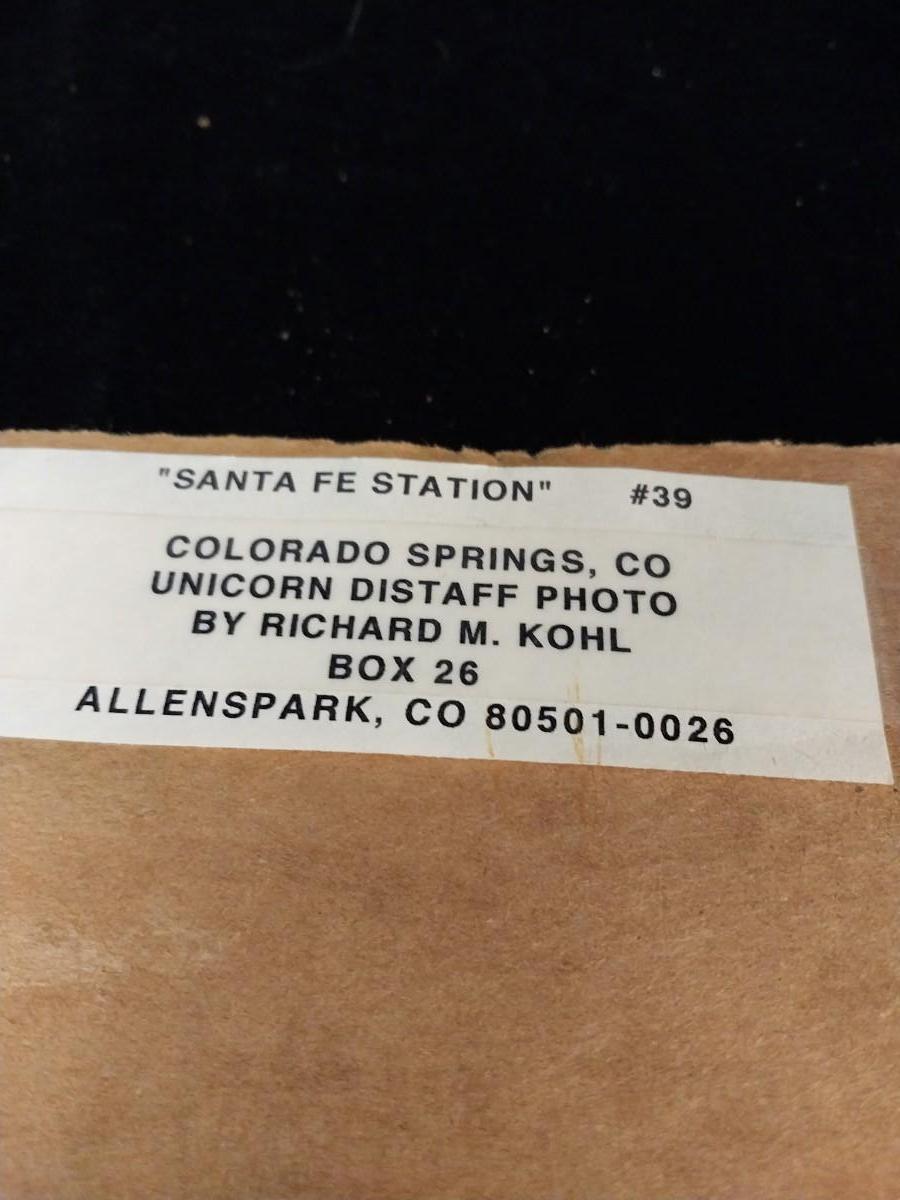 "SANTA FE STATION" #39
COLORADO SPRINGS, CO
UNICORN DISTAFF PHOTO
BY RICHARD M. KOHL
BOX 26
ALLENSPARK, CO 80501-0026